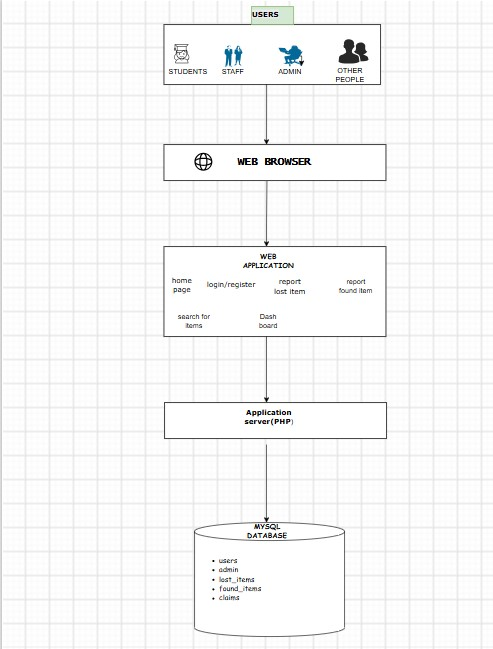 USERS
STUDENTS STAFF ADMIN OTHER
PEOPLE
WEB BROWSER
WEB
APPLICATION
home
page
login/register
report
lost item
report
found item
search for
items
Dash
board
Application
server(PHP)
MYSQL
DATABASE
• users
• admin
• lost_items
• found_items
• claims